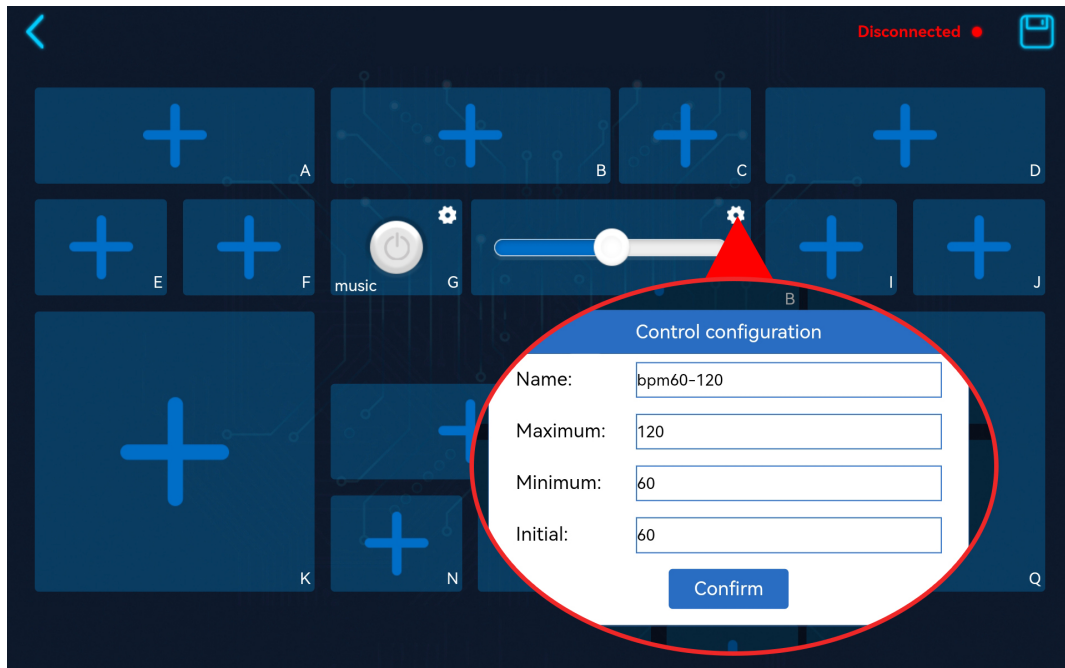 Disconnected
A
B
C
D
E
F
music
G
I
J
B
Control configuration
Name:
bpm60-120
Maximum:
120
Minimum:
60
Initial:
60
Confirm
K
N
Q